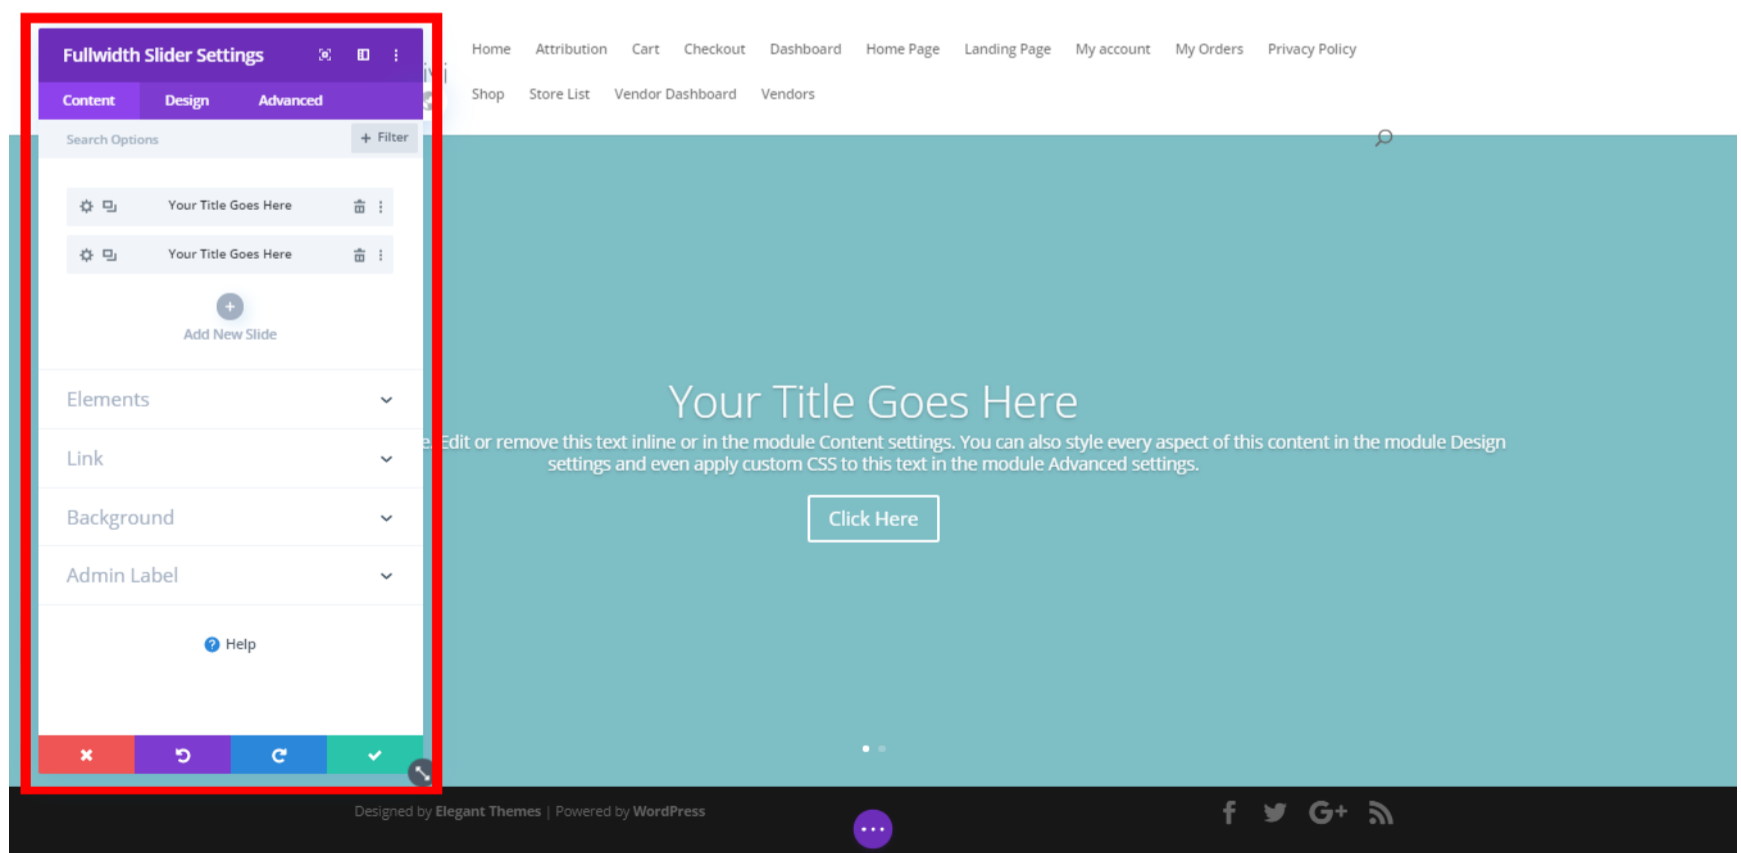 Fullwidth Slider Settings
Content Design Advanced
Search Options + Filter
Your Title Goes Here
Your Title Goes Here
Add New Slide
Elements
Link
Background
Admin Label
? Help
Home Attribution Cart Checkout Dashboard Home Page Landing Page My account My Orders Privacy Policy
Shop Store List Vendor Dashboard Vendors
Your Title Goes Here
Edit or remove this text inline or in the module Content settings. You can also style every aspect of this content in the module Design
settings and even apply custom CSS to this text in the module Advanced settings.
Click Here
Designed by Elegant Themes | Powered by WordPress
f G+